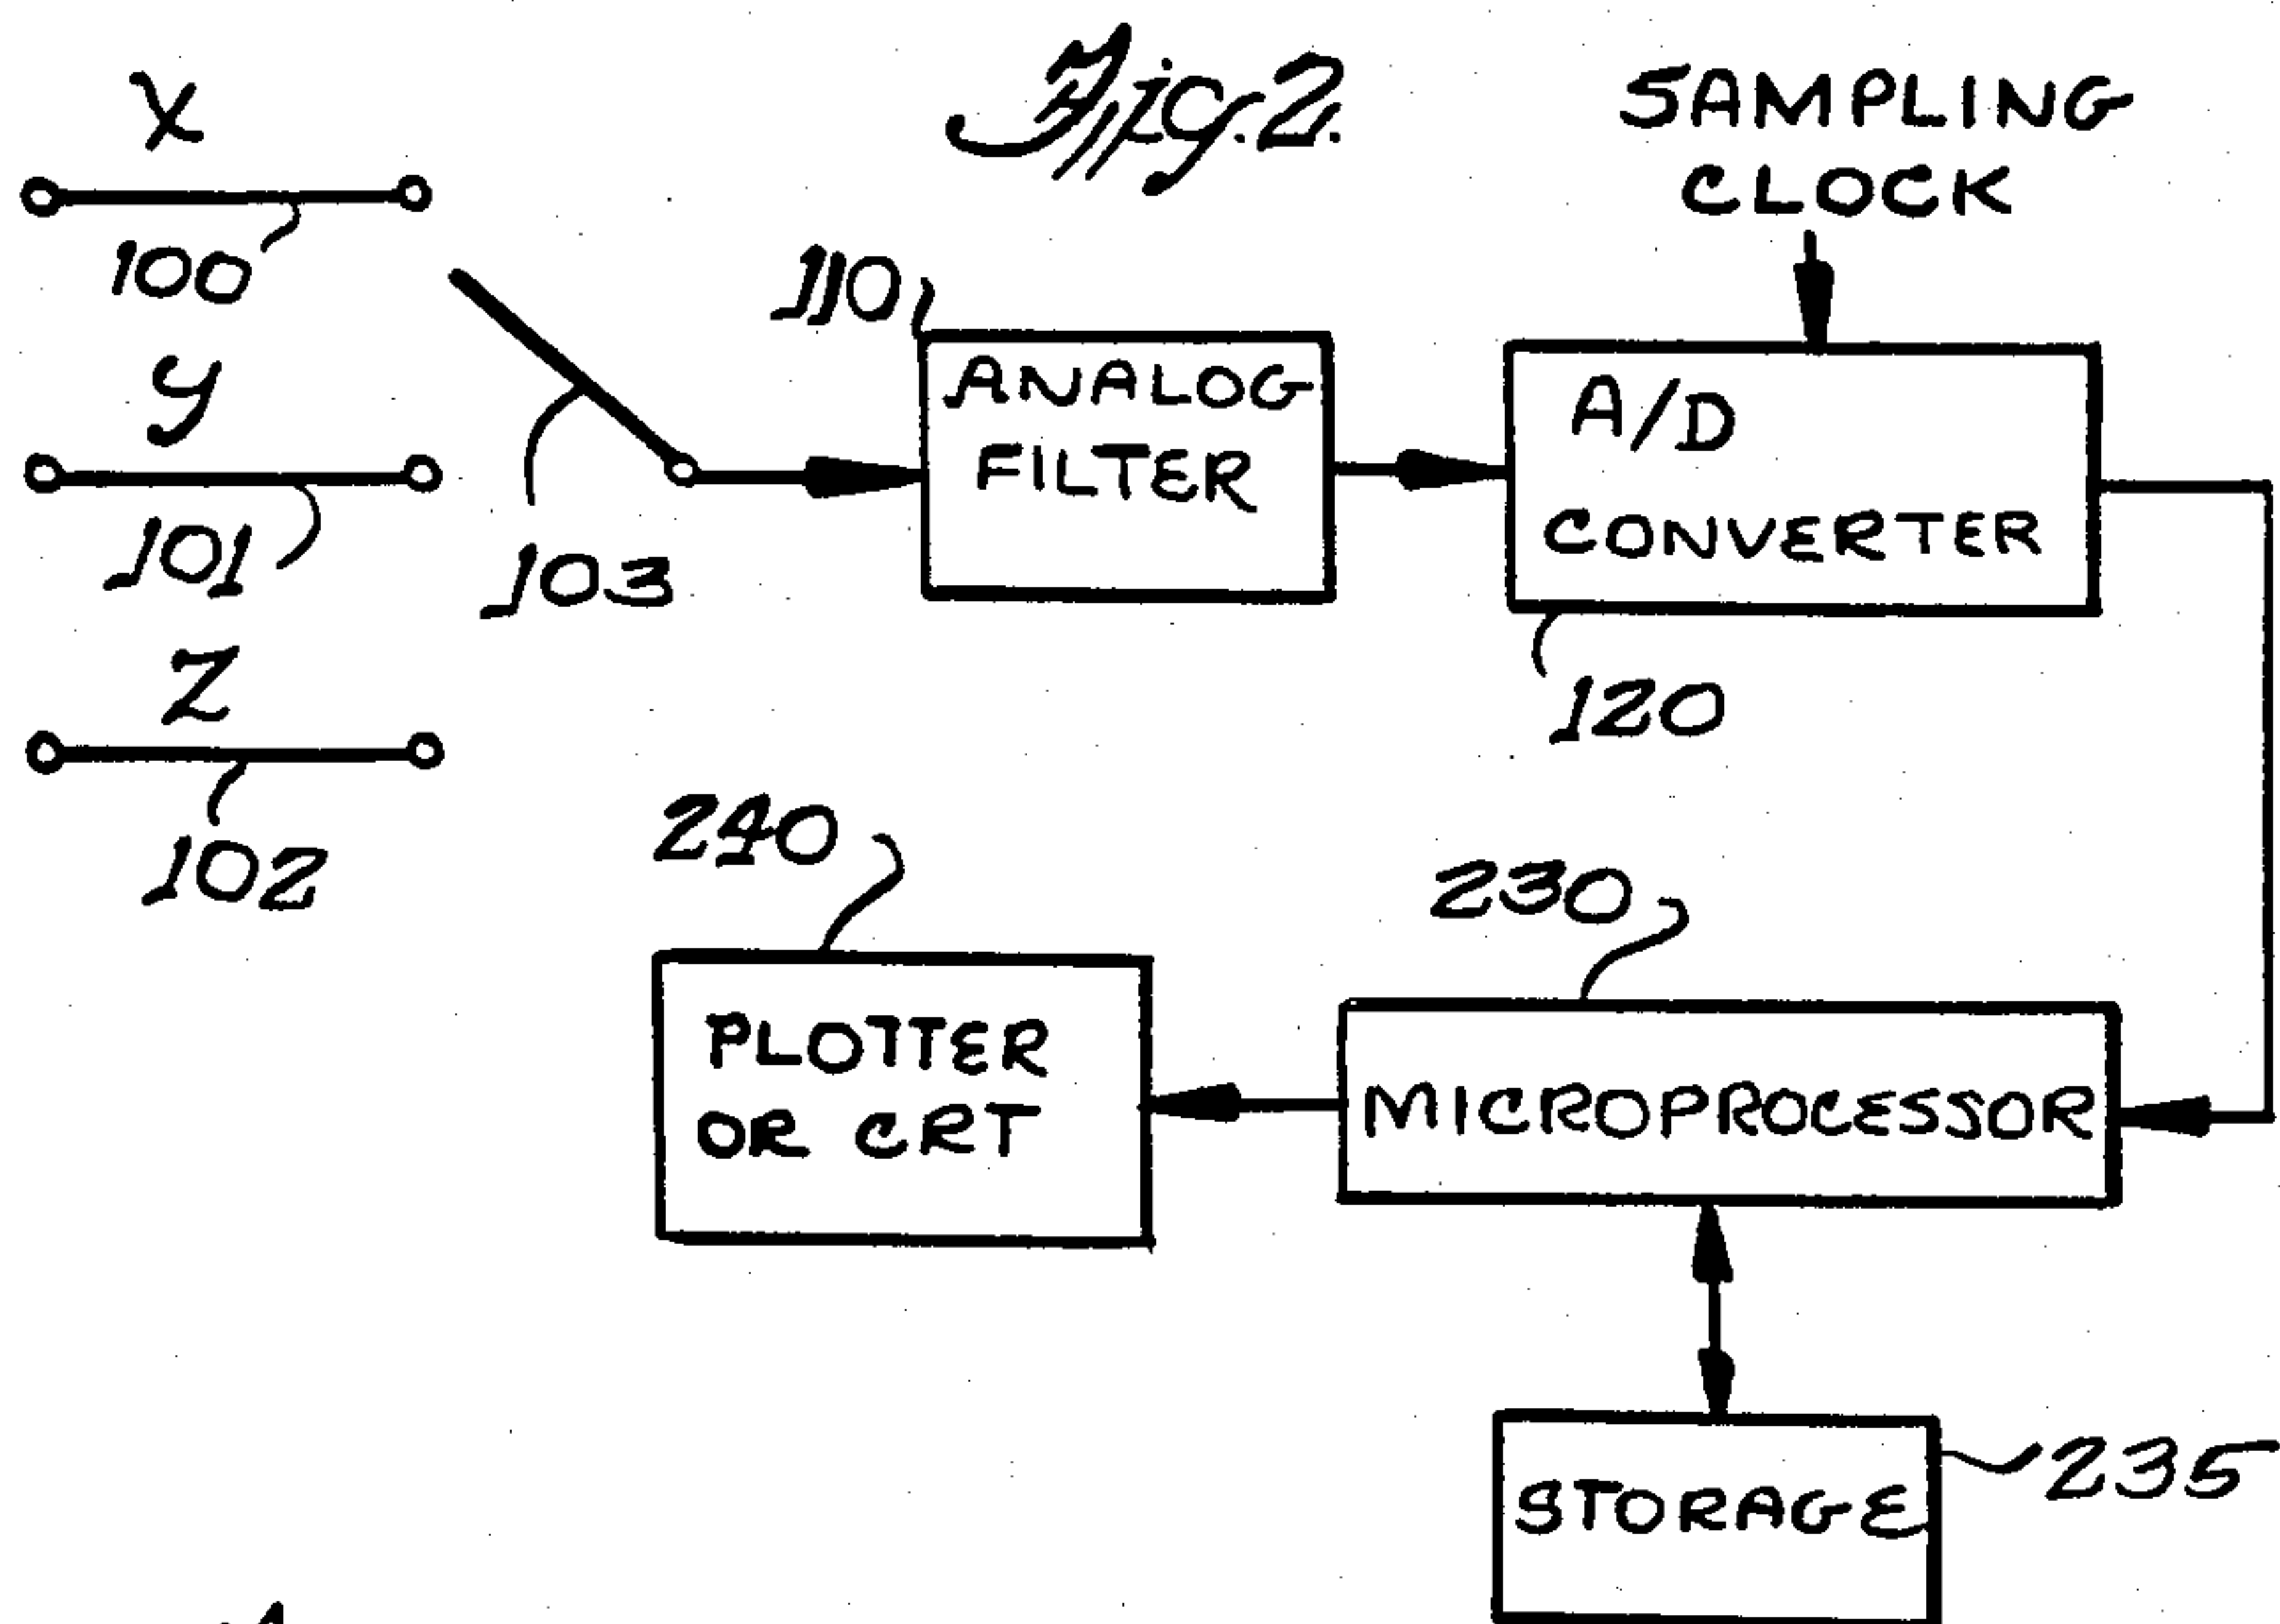 X
Fig. 2.
SAMPLING
CLOCK
100
110
Y
ANALOG
FILTER
A/D
CONVERTER
101
103
Z
120
102
240
230
PLOTTER
OR CRT
MICROPROCESSOR
STORAGE
235